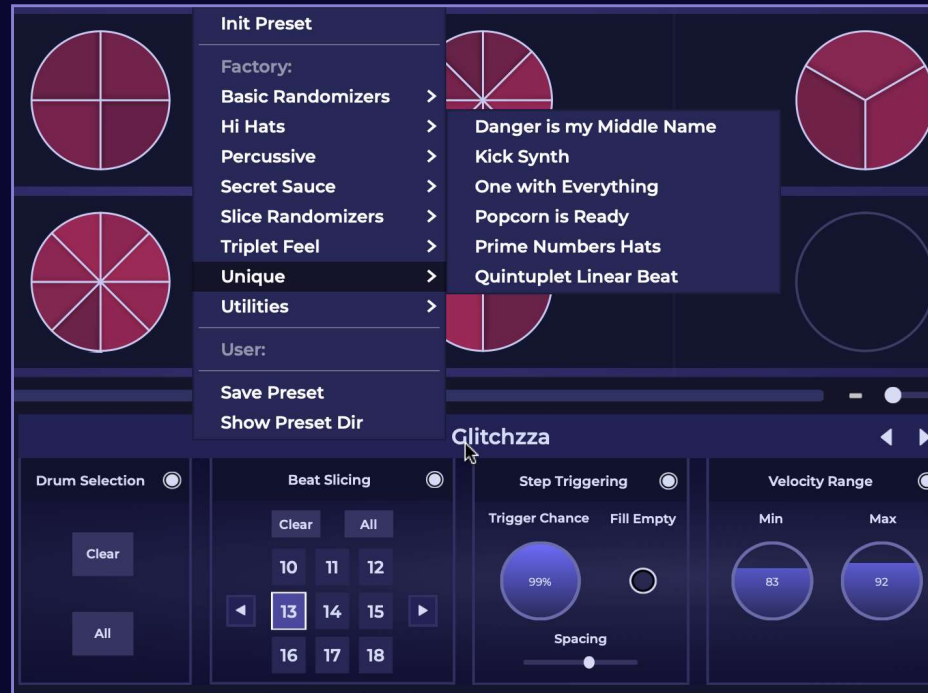 Init Preset
Factory:
Basic Randomizers >
Hi Hats >
Percussive >
Secret Sauce >
Slice Randomizers >
Triplet Feel >
Unique >
Utilities >
Danger is my Middle Name
Kick Synth
One with Everything
Popcorn is Ready
Prime Numbers Hats
Quintuplet Linear Beat
User:
Save Preset
Show Preset Dir
Glitchzza
Drum Selection
Clear
All
Beat Slicing
Clear All
10 11 12
13 14 15
16 17 18
Step Triggering
Trigger Chance Fill Empty
99%
Spacing
Velocity Range
Min Max
83 92